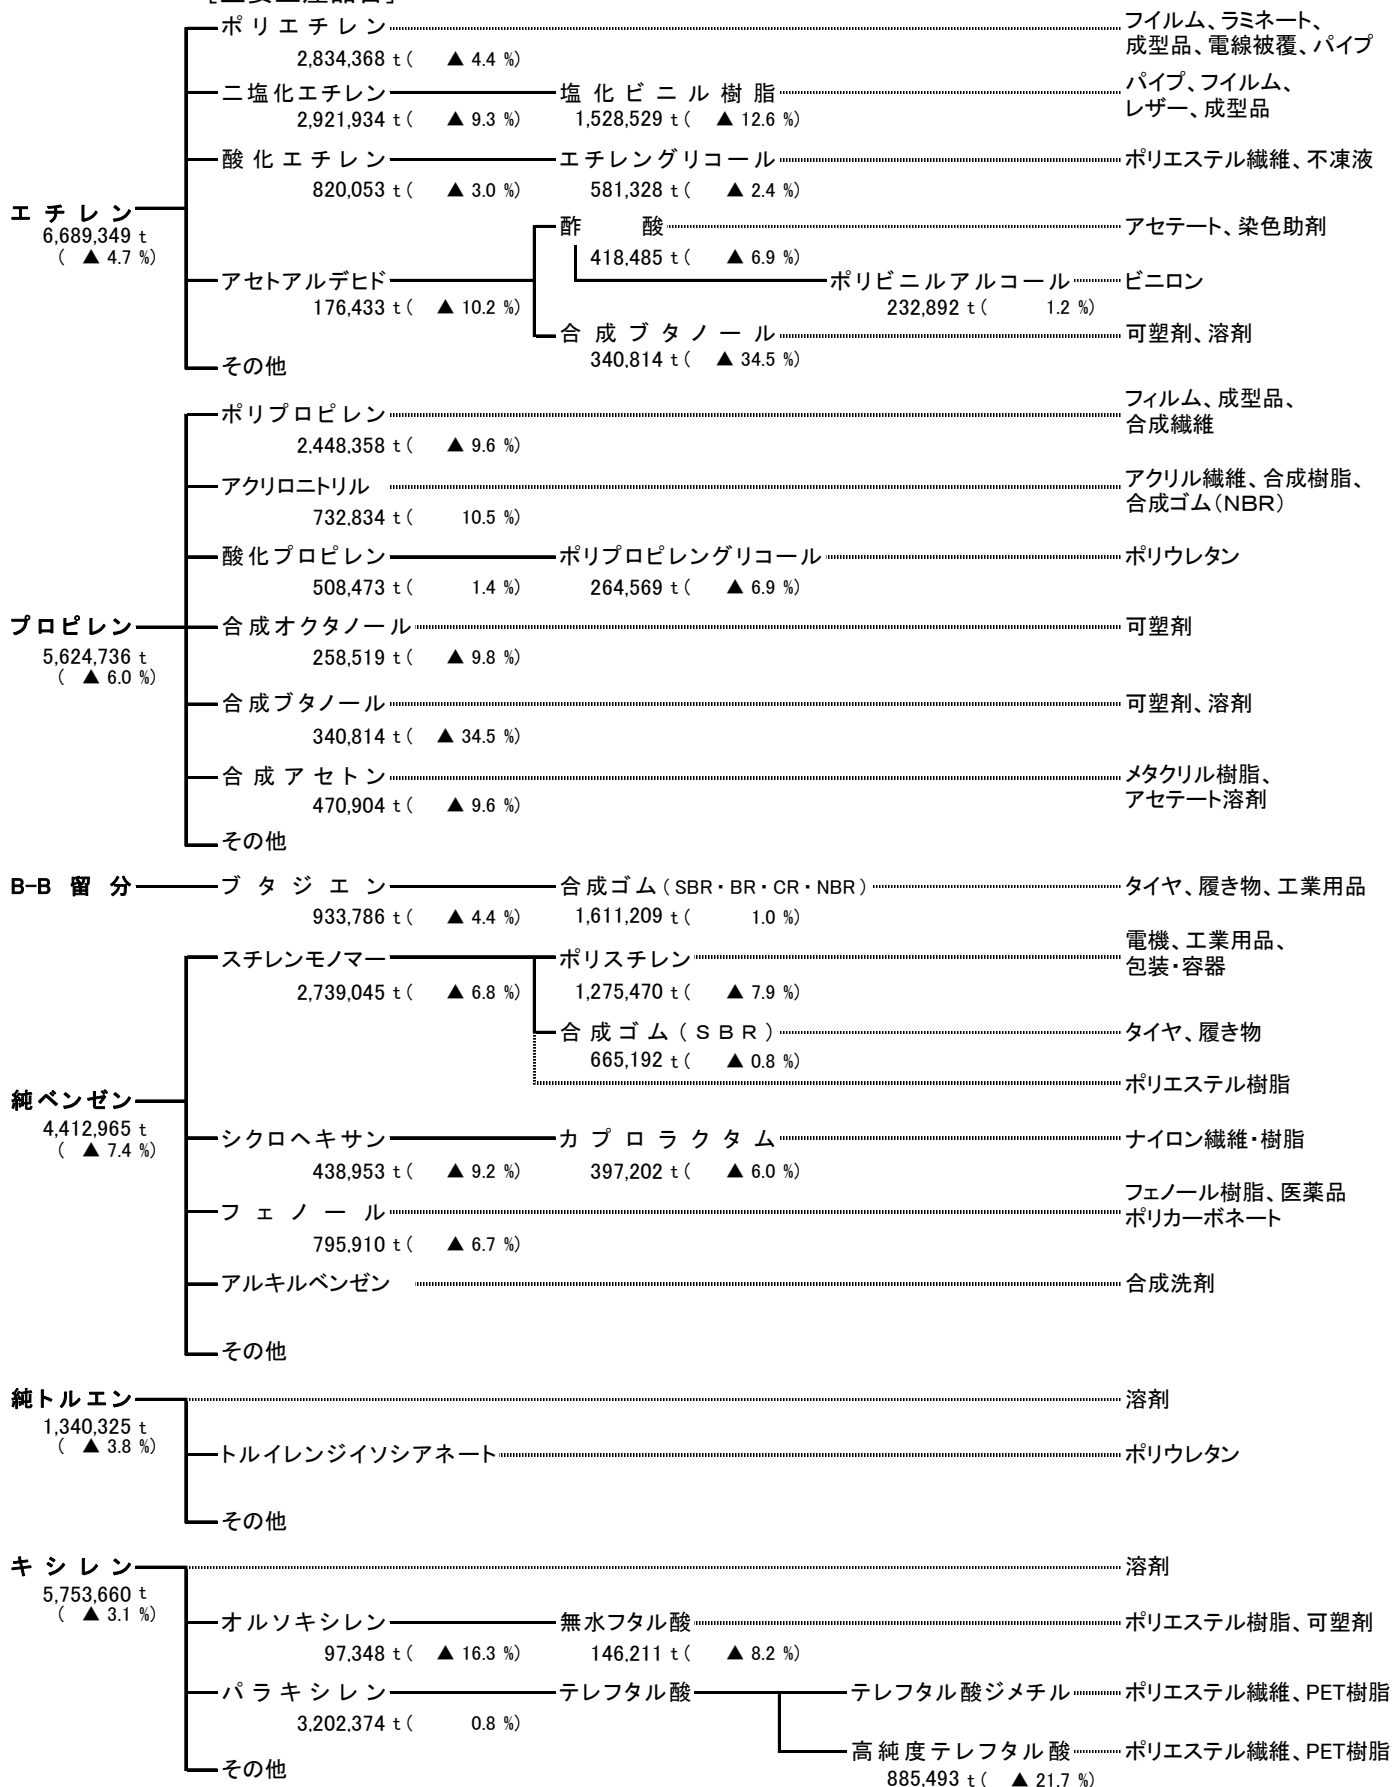 ポリエチレン
フイルム、ラミネート、
成型品、電線被覆、パイプ
2,834,368 t ( ▲ 4.4 %)
二塩化エチレン
塩化ビニル樹脂
パイプ、フイルム、
レザー、成型品
2,921,934 t ( ▲ 9.3 %)
1,528,529 t ( ▲ 12.6 %)
酸化エチレン
エチレングリコール
ポリエステル繊維、不凍液
820,053 t ( ▲ 3.0 %)
581,328 t ( ▲ 2.4 %)
エチレン
6,689,349 t
( ▲ 4.7 %)
酢酸
アセテート、染色助剤
418,485 t ( ▲ 6.9 %)
アセトアルデヒド
ポリビニルアルコール
ビニロン
176,433 t ( ▲ 10.2 %)
232,892 t ( 1.2 %)
合成ブタノール
可塑剤、溶剤
340,814 t ( ▲ 34.5 %)
その他
ポリプロピレン
フィルム、成型品、
合成繊維
2,448,358 t ( ▲ 9.6 %)
アクリロニトリル
アクリル繊維、合成樹脂、
合成ゴム(NBR)
732,834 t ( 10.5 %)
酸化プロピレン
ポリプロピレングリコール
ポリウレタン
508,473 t ( 1.4 %)
264,569 t ( ▲ 6.9 %)
プロピレン
5,624,736 t
( ▲ 6.0 %)
合成オクタノール
可塑剤
258,519 t ( ▲ 9.8 %)
合成ブタノール
可塑剤、溶剤
340,814 t ( ▲ 34.5 %)
合成アセトン
メタクリル樹脂、
アセテート溶剤
470,904 t ( ▲ 9.6 %)
その他
B-B 留分
ブタジエン
合成ゴム(SBR・BR・CR・NBR)
タイヤ、履き物、工業用品
933,786 t ( ▲ 4.4 %)
1,611,209 t ( 1.0 %)
スチレンモノマー
ポリスチレン
電機、工業用品、
包装・容器
2,739,045 t ( ▲ 6.8 %)
1,275,470 t ( ▲ 7.9 %)
合成ゴム(SBR)
タイヤ、履き物
665,192 t ( ▲ 0.8 %)
ポリエステル樹脂
純ベンゼン
4,412,965 t
( ▲ 7.4 %)
シクロヘキサン
カプロラクタム
ナイロン繊維・樹脂
438,953 t ( ▲ 9.2 %)
397,202 t ( ▲ 6.0 %)
フェノール
フェノール樹脂、医薬品
ポリカーボネート
795,910 t ( ▲ 6.7 %)
アルキルベンゼン
合成洗剤
その他
純トルエン
溶剤
1,340,325 t
( ▲ 3.8 %)
トルイレンジイソシアネート
ポリウレタン
その他
キシレン
溶剤
5,753,660 t
( ▲ 3.1 %)
オルソキシレン
無水フタル酸
ポリエステル樹脂、可塑剤
97,348 t ( ▲ 16.3 %)
146,211 t ( ▲ 8.2 %)
パラキシレン
テレフタル酸
テレフタル酸ジメチル
ポリエステル繊維、PET樹脂
3,202,374 t ( 0.8 %)
高純度テレフタル酸
ポリエステル繊維、PET樹脂
その他
885,493 t ( ▲ 21.7 %)